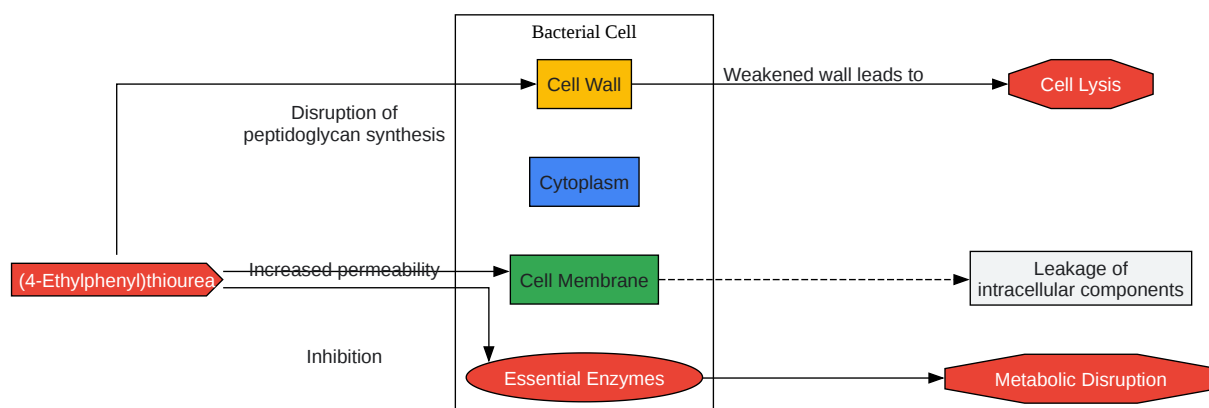 Bacterial Cell
Cell Wall
Weakened wall leads to
Cell Lysis
Disruption of
peptidoglycan synthesis
Cytoplasm
(4-Ethylphenyl)thiourea
Increased permeability
Cell Membrane
Leakage of
intracellular components
Inhibition
Essential Enzymes
Metabolic Disruption